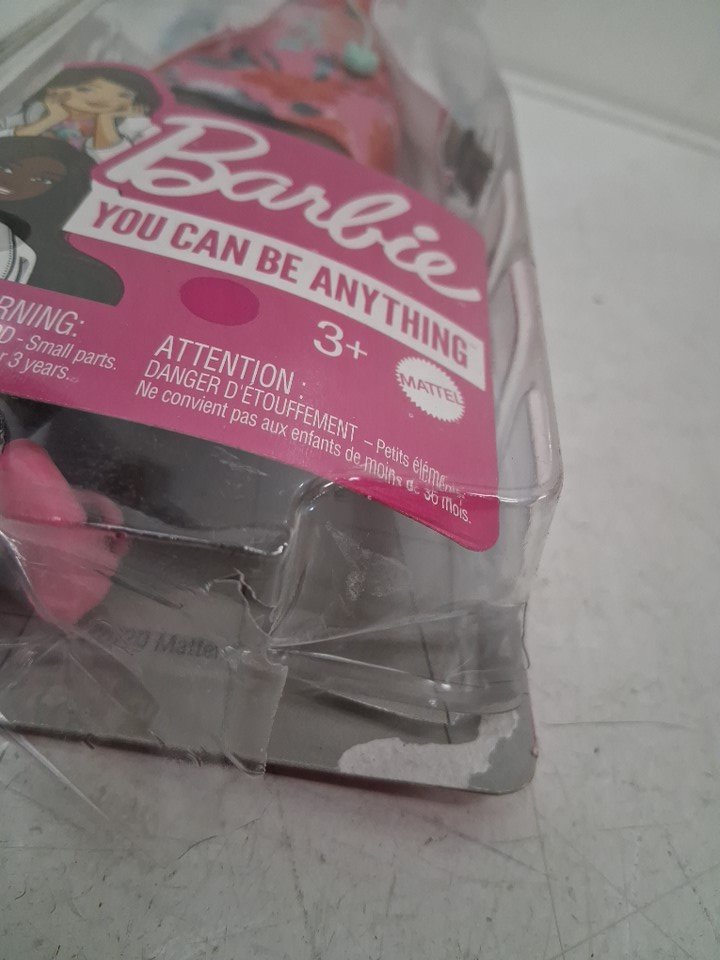 Barbie
YOU CAN BE ANYTHING
3+
MATTEL
RNING:
- Small parts.
r 3 years.
ATTENTION :
DANGER D'ÉTOUFFEMENT – Petits éléments.
Ne convient pas aux enfants de moins de 36 mois.
Mattel